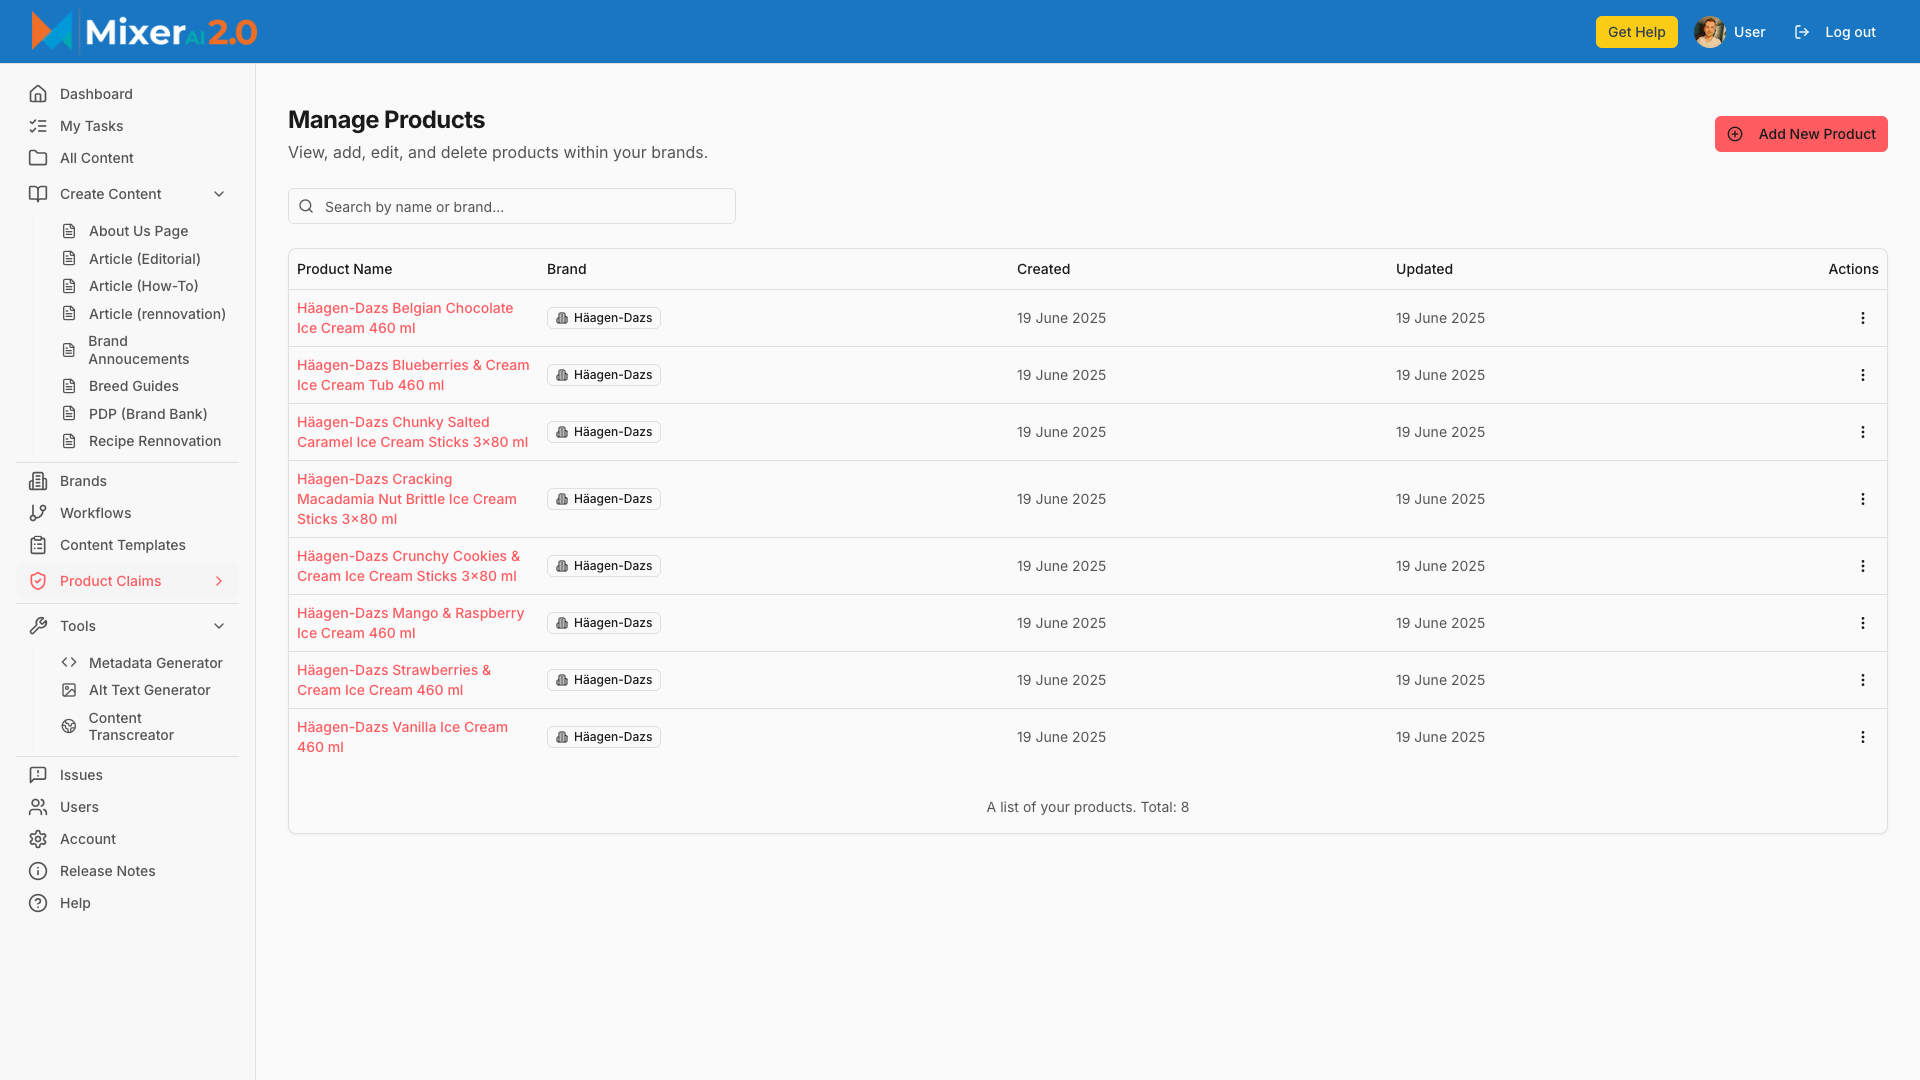 Mixer AI 2.0
Get Help
User
Log out
Dashboard
My Tasks
All Content
Create Content
About Us Page
Article (Editorial)
Article (How-To)
Article (rennovation)
Brand
Annoucements
Breed Guides
PDP (Brand Bank)
Recipe Rennovation
Brands
Workflows
Content Templates
Product Claims
Tools
Metadata Generator
Alt Text Generator
Content
Transcreator
Issues
Users
Account
Release Notes
Help
Manage Products
View, add, edit, and delete products within your brands.
Add New Product
Search by name or brand...
Product Name Brand Created Updated Actions
Häagen-Dazs Belgian Chocolate
Ice Cream 460 ml
Häagen-Dazs 19 June 2025 19 June 2025
Häagen-Dazs Blueberries & Cream
Ice Cream Tub 460 ml
Häagen-Dazs 19 June 2025 19 June 2025
Häagen-Dazs Chunky Salted
Caramel Ice Cream Sticks 3×80 ml
Häagen-Dazs 19 June 2025 19 June 2025
Häagen-Dazs Cracking
Macadamia Nut Brittle Ice Cream
Sticks 3×80 ml
Häagen-Dazs 19 June 2025 19 June 2025
Häagen-Dazs Crunchy Cookies &
Cream Ice Cream Sticks 3×80 ml
Häagen-Dazs 19 June 2025 19 June 2025
Häagen-Dazs Mango & Raspberry
Ice Cream 460 ml
Häagen-Dazs 19 June 2025 19 June 2025
Häagen-Dazs Strawberries &
Cream Ice Cream 460 ml
Häagen-Dazs 19 June 2025 19 June 2025
Häagen-Dazs Vanilla Ice Cream
460 ml
Häagen-Dazs 19 June 2025 19 June 2025
A list of your products. Total: 8